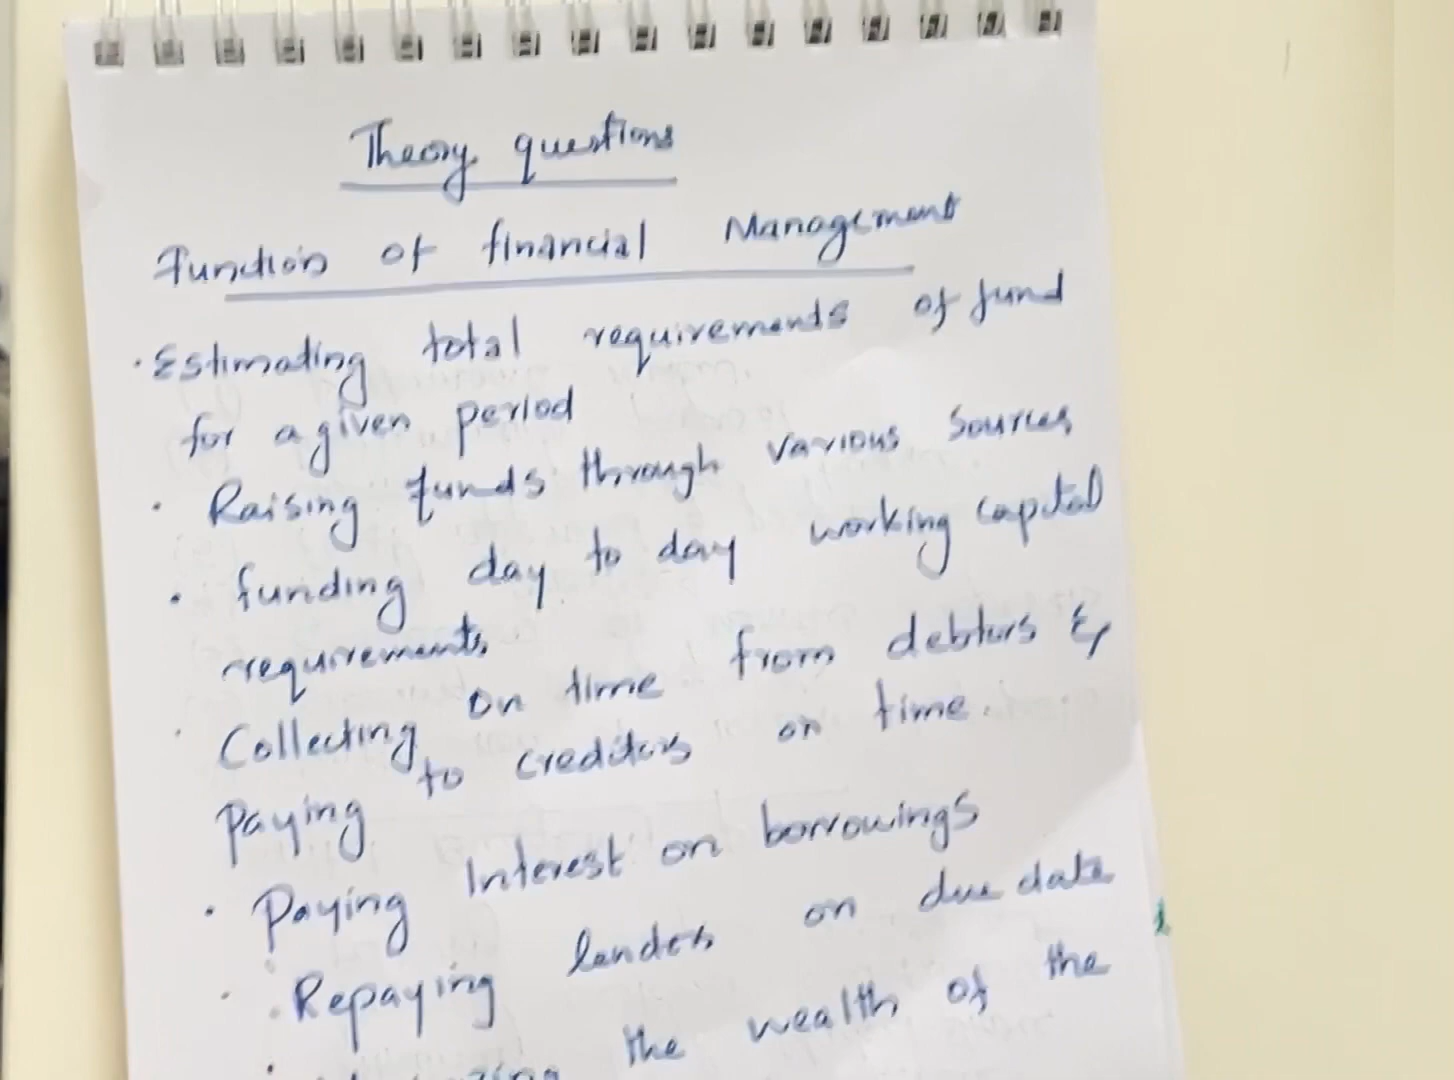 Theory questions
Function of financial Management
• Estimating total requirements of fund
for a given period
• Raising funds through various sources
• funding day to day working capital
requirements
• Collecting on time from debtors &
paying to creditors on time.
• Paying Interest on borrowings
• Repaying lenders on due date
the wealth of the